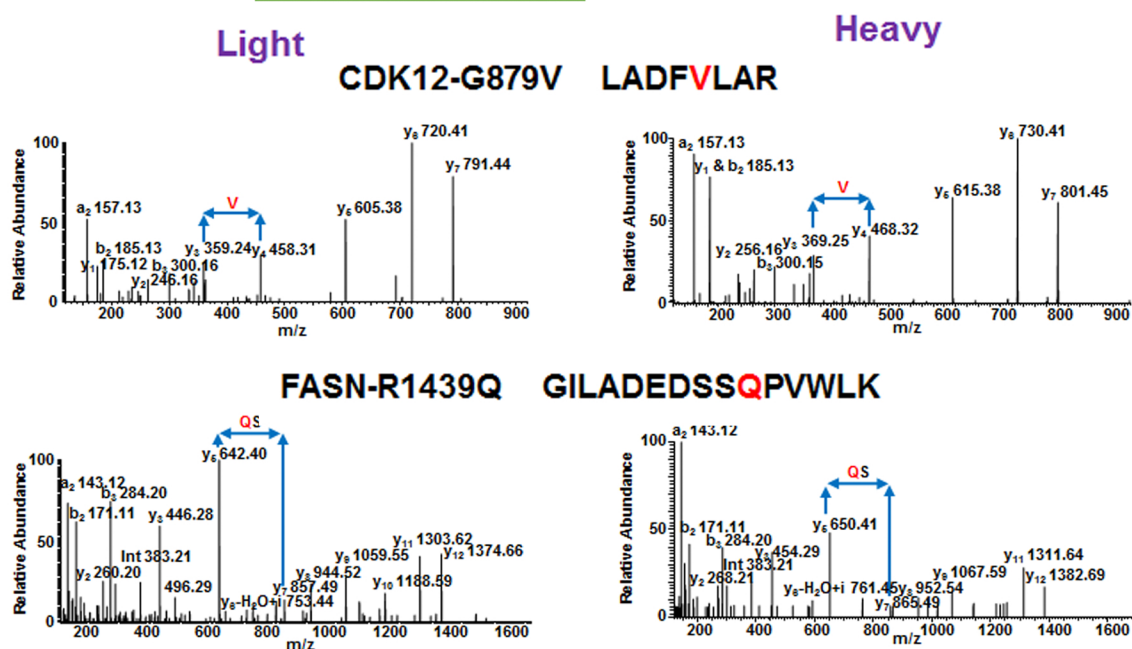 Light
Heavy
CDK12-G879V LADFVLAR
Relative Abundance
100
50
0
a2 157.13
b2 185.13
y1 175.12
y2 246.16
b3 300.16
y3 359.24
V
y4 458.31
y5 605.38
y6 720.41
y7 791.44
200 300 400 500 600 700 800 900
m/z
Relative Abundance
100
50
0
a2 157.13
y1 & b2 185.13
y2 256.16
b3 300.15
y3 369.25
V
y4 468.32
y5 615.38
y6 730.41
y7 801.45
200 300 400 500 600 700 800 900
m/z
FASN-R1439Q GILADEDSSQPVWLK
Relative Abundance
100
50
0
QS
y5 642.40
a2 143.12
b3 284.20
b2 171.11
y3 446.28
Int 383.21
y2 260.20
496.29
y8 944.52
y7 857.49
y6-H2O+i 753.44
y9 1059.55
y10 1188.59
y11 1303.62
y12 1374.66
200 400 600 800 1000 1200 1400 1600
m/z
Relative Abundance
100
50
0
a2 143.12
QS
b2 171.11
b3 284.20
y3 454.29
Int 383.21
y2 268.21
y5 650.41
y6-H2O+i 761.45
y7 865.49
y8 952.54
y9 1067.59
y11 1311.64
y12 1382.69
200 400 600 800 1000 1200 1400 1600
m/z